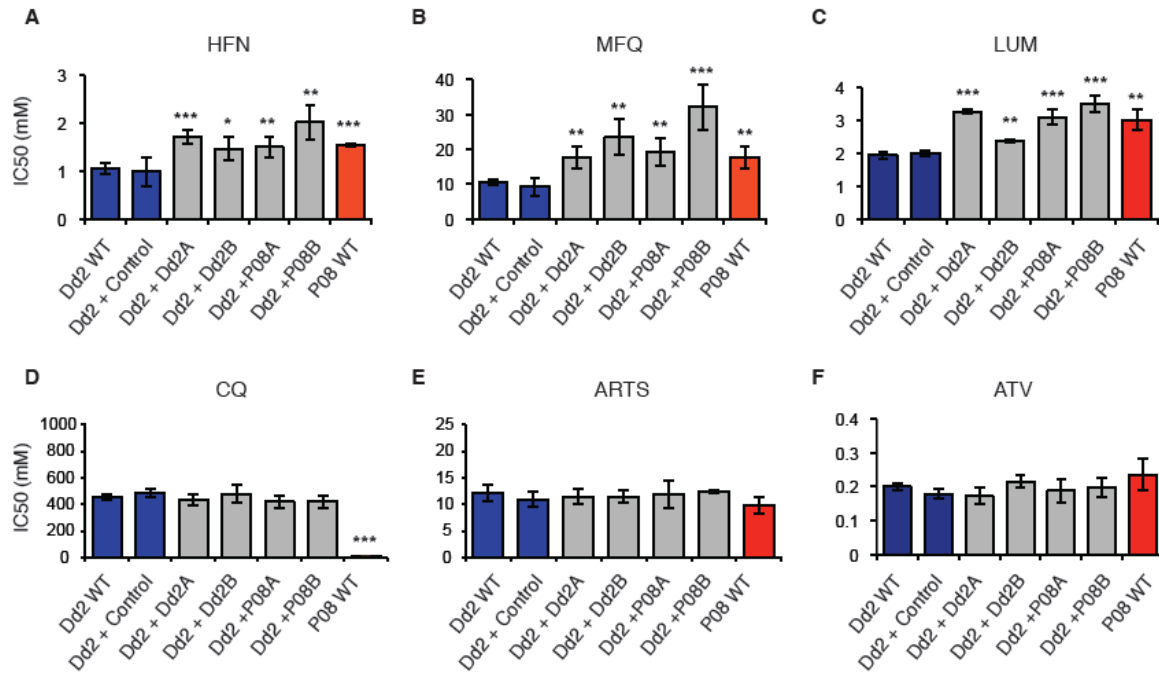 A
HFN
IC50 (mM)
3
2
1
0
*** * ** ** ***
Dd2 WT
Dd2 + Control
Dd2 + Dd2A
Dd2 + Dd2B
Dd2 +P08A
Dd2 +P08B
P08 WT
B
MFQ
40
30
20
10
0
** ** ** *** **
Dd2 WT
Dd2 + Control
Dd2 + Dd2A
Dd2 + Dd2B
Dd2 +P08A
Dd2 +P08B
P08 WT
C
LUM
4
3
2
1
0
*** ** *** *** **
Dd2 WT
Dd2 + Control
Dd2 + Dd2A
Dd2 + Dd2B
Dd2 +P08A
Dd2 +P08B
P08 WT
D
CQ
IC50 (mM)
1000
800
600
400
200
0
***
Dd2 WT
Dd2 + Control
Dd2 + Dd2A
Dd2 + Dd2B
Dd2 +P08A
Dd2 +P08B
P08 WT
E
ARTS
25
20
15
10
5
0
Dd2 WT
Dd2 + Control
Dd2 + Dd2A
Dd2 + Dd2B
Dd2 +P08A
Dd2 +P08B
P08 WT
F
ATV
0.4
0.3
0.2
0.1
0
Dd2 WT
Dd2 + Control
Dd2 + Dd2A
Dd2 + Dd2B
Dd2 +P08A
Dd2 +P08B
P08 WT